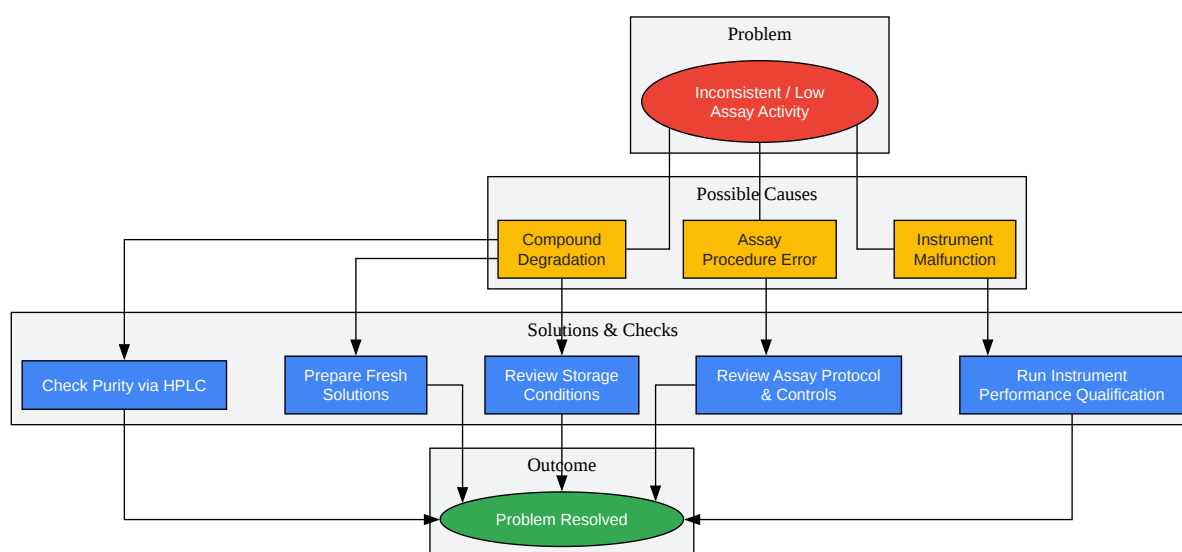 Problem
Inconsistent / Low
Assay Activity
Possible Causes
Compound
Degradation
Assay
Procedure Error
Instrument
Malfunction
Solutions & Checks
Check Purity via HPLC
Prepare Fresh
Solutions
Review Storage
Conditions
Review Assay Protocol
& Controls
Run Instrument
Performance Qualification
Outcome
Problem Resolved